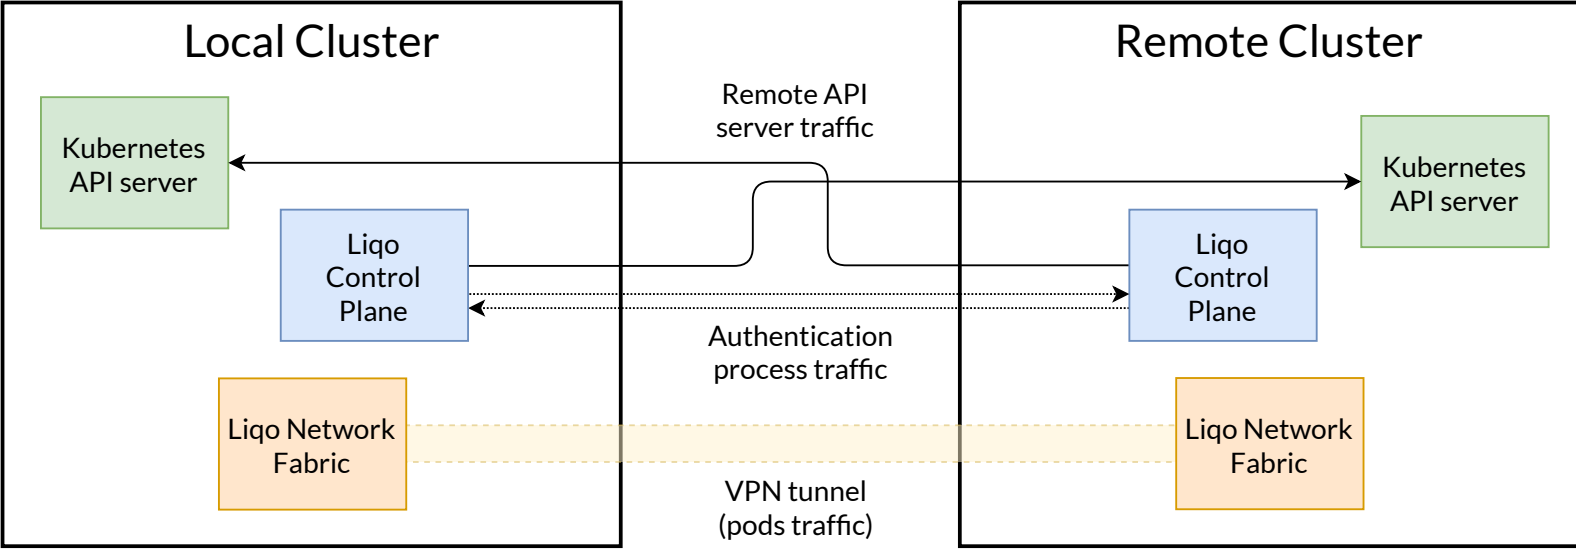 Local Cluster
Remote Cluster
Kubernetes
API server
Remote API
server traffic
Kubernetes
API server
Liqo
Control
Plane
Liqo
Control
Plane
Authentication
process traffic
Liqo Network
Fabric
Liqo Network
Fabric
VPN tunnel
(pods traffic)